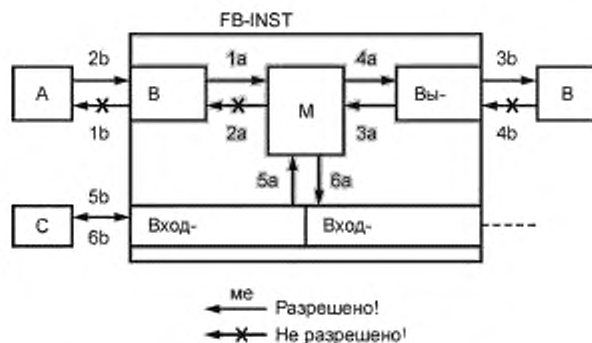 FB-INST
2b 1a 4a 3b
A B M Вы- B
1b 2a 3a 4b
5a 6a
5b
C Вход- Вход-
6b
ме
Разрешено!
Не разрешено!